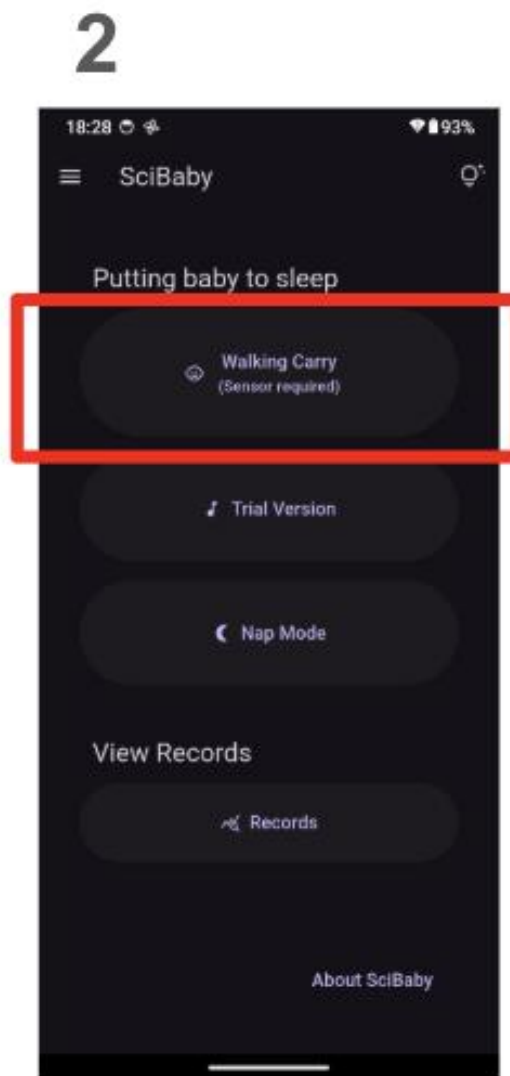 2
18:28 93%
SciBaby
Putting baby to sleep
Walking Carry
(Sensor required)
Trial Version
Nap Mode
View Records
Records
About SciBaby